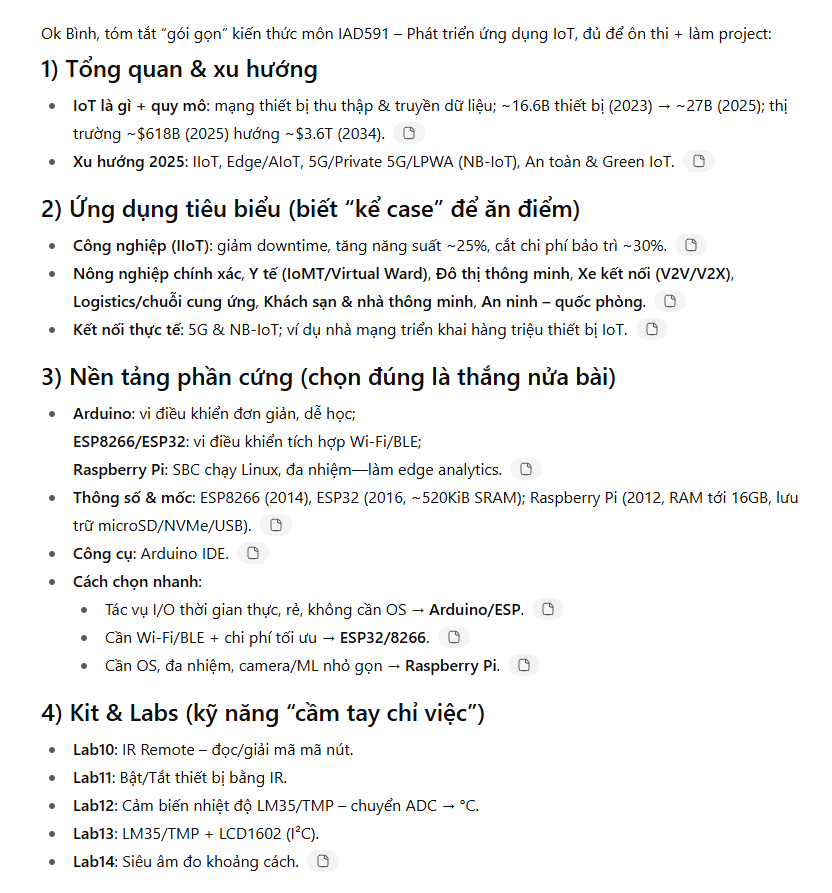 Ok Bình, tóm tắt “gói gọn” kiến thức môn IAD591 – Phát triển ứng dụng IoT, đủ để ôn thi + làm project:
1) Tổng quan & xu hướng
IoT là gì + quy mô: mạng thiết bị thu thập & truyền dữ liệu; ~16.6B thiết bị (2023) → ~27B (2025); thị
trường ~$618B (2025) hướng ~$3.6T (2034).
Xu hướng 2025: IIoT, Edge/AIoT, 5G/Private 5G/LPWA (NB-IoT), An toàn & Green IoT.
2) Ứng dụng tiêu biểu (biết “kể case” để ăn điểm)
Công nghiệp (IIoT): giảm downtime, tăng năng suất ~25%, cắt chi phí bảo trì ~30%.
Nông nghiệp chính xác, Y tế (IoMT/Virtual Ward), Đô thị thông minh, Xe kết nối (V2V/V2X),
Logistics/chuỗi cung ứng, Khách sạn & nhà thông minh, An ninh – quốc phòng.
Kết nối thực tế: 5G & NB-IoT; ví dụ nhà mạng triển khai hàng triệu thiết bị IoT.
3) Nền tảng phần cứng (chọn đúng là thắng nửa bài)
Arduino: vi điều khiển đơn giản, dễ học;
ESP8266/ESP32: vi điều khiển tích hợp Wi-Fi/BLE;
Raspberry Pi: SBC chạy Linux, đa nhiệm—làm edge analytics.
Thông số & mốc: ESP8266 (2014), ESP32 (2016, ~520KiB SRAM); Raspberry Pi (2012, RAM tới 16GB, lưu
trữ microSD/NVMe/USB).
Công cụ: Arduino IDE.
Cách chọn nhanh:
Tác vụ I/O thời gian thực, rẻ, không cần OS → Arduino/ESP.
Cần Wi-Fi/BLE + chi phí tối ưu → ESP32/8266.
Cần OS, đa nhiệm, camera/ML nhỏ gọn → Raspberry Pi.
4) Kit & Labs (kỹ năng “cầm tay chỉ việc”)
Lab10: IR Remote – đọc/giải mã mã nút.
Lab11: Bật/Tắt thiết bị bằng IR.
Lab12: Cảm biến nhiệt độ LM35/TMP – chuyển ADC → °C.
Lab13: LM35/TMP + LCD1602 (I²C).
Lab14: Siêu âm đo khoảng cách.